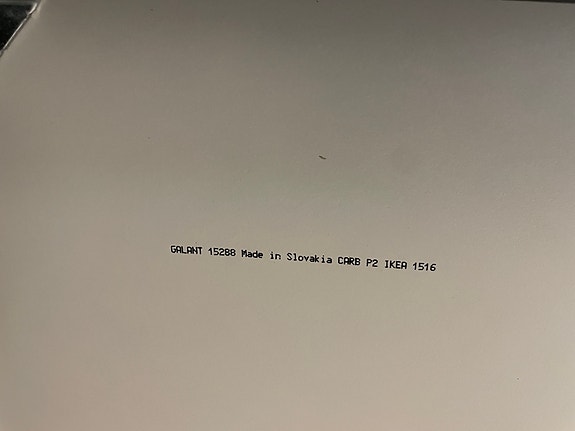 GALANT 15288 Made in Slovakia CARB P2 IKEA 1516